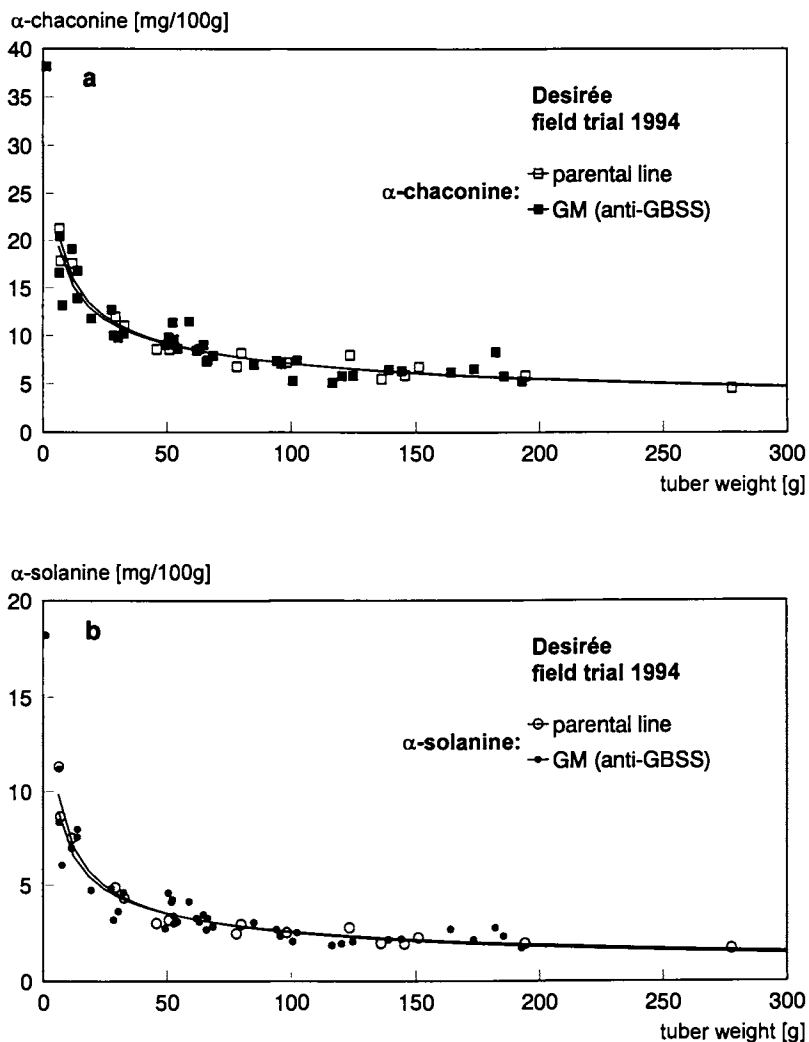 α-chaconine [mg/100g]
40
35
30
25
20
15
10
5
0
a
Desirée
field trial 1994
α-chaconine:
parental line
GM (anti-GBSS)
0 50 100 150 200 250 300
tuber weight [g]
α-solanine [mg/100g]
20
15
10
5
0
b
Desirée
field trial 1994
α-solanine:
parental line
GM (anti-GBSS)
0 50 100 150 200 250 300
tuber weight [g]